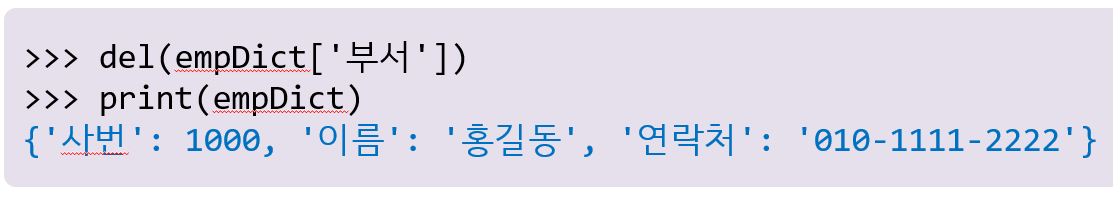 >>> del(empDict['부서'])
>>> print(empDict)
{'사번': 1000, '이름': '홍길동', '연락처': '010-1111-2222'}